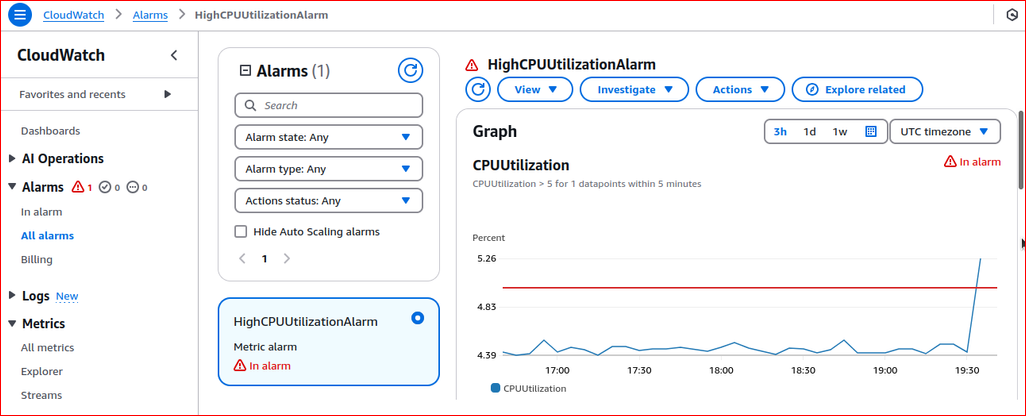 CloudWatch > Alarms > HighCPUUtilizationAlarm
CloudWatch
Favorites and recents
Dashboards
AI Operations
Alarms 1 0 0
In alarm
All alarms
Billing
Logs New
Metrics
All metrics
Explorer
Streams
Alarms (1)
Search
Alarm state: Any
Alarm type: Any
Actions status: Any
Hide Auto Scaling alarms
1
HighCPUUtilizationAlarm
Metric alarm
In alarm
HighCPUUtilizationAlarm
View Investigate Actions Explore related
Graph 3h 1d 1w UTC timezone
CPUUtilization In alarm
CPUUtilization > 5 for 1 datapoints within 5 minutes
Percent
5.26
4.83
4.39
17:00 17:30 18:00 18:30 19:00 19:30
CPUUtilization